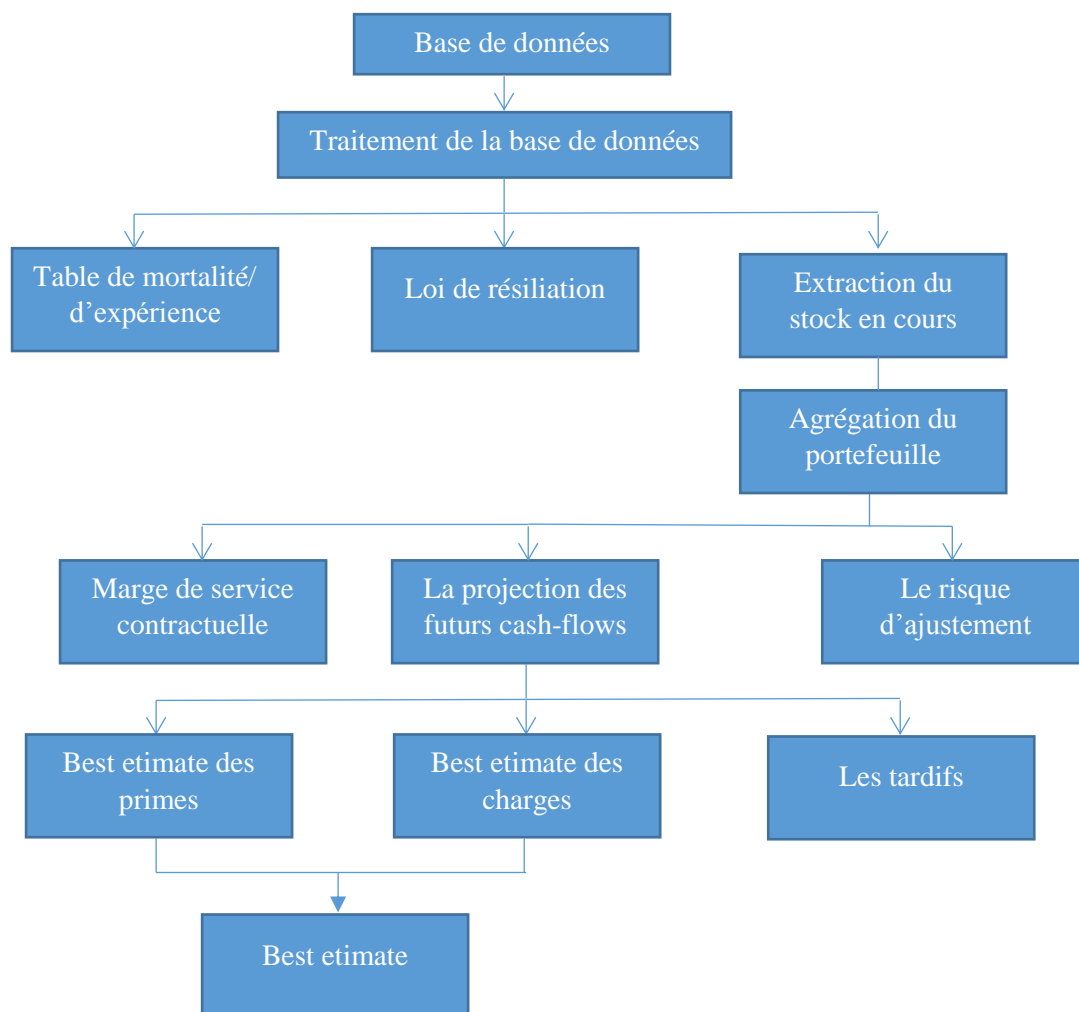 Base de données
Traitement de la base de données
Table de mortalité/
d’expérience
Loi de résiliation
Extraction du
stock en cours
Agrégation du
portefeuille
Marge de service
contractuelle
La projection des
futurs cash-flows
Le risque
d’ajustement
Best etimate des
primes
Best etimate des
charges
Les tardifs
Best etimate